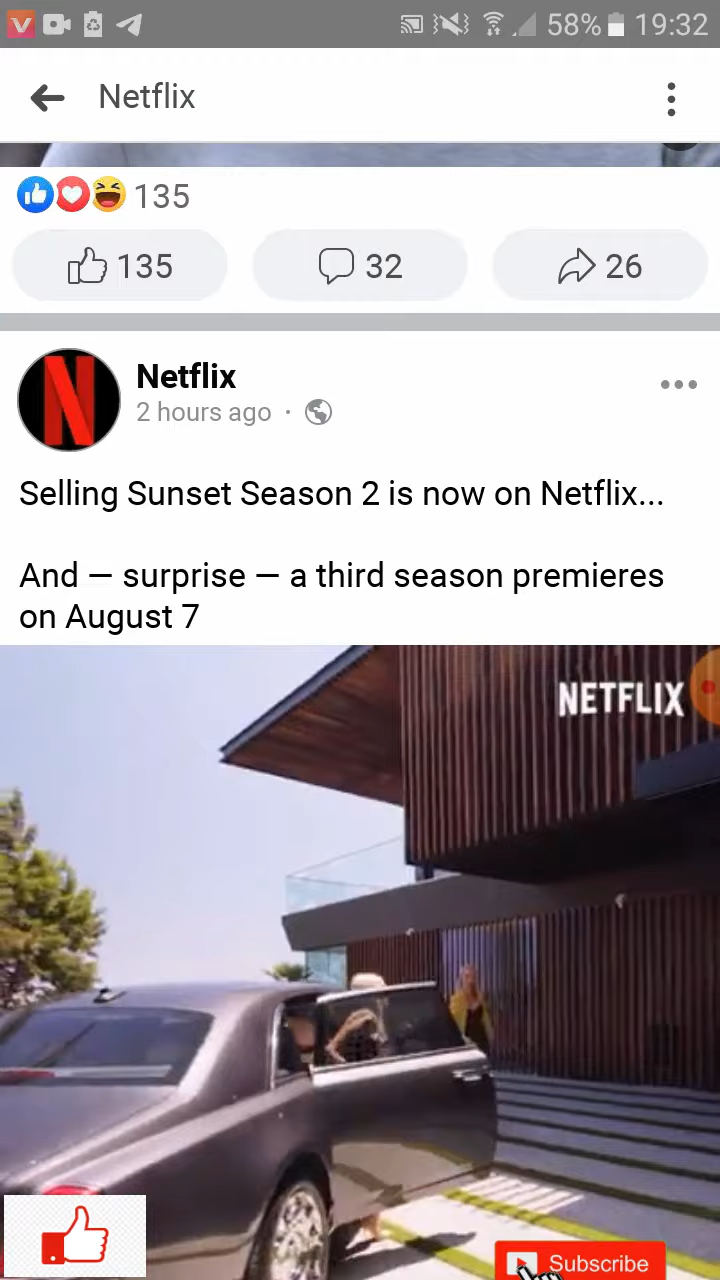 58% 19:32
Netflix
135
135 32 26
Netflix
2 hours ago ·
Selling Sunset Season 2 is now on Netflix...
And — surprise — a third season premieres
on August 7
NETFLIX
Subscribe